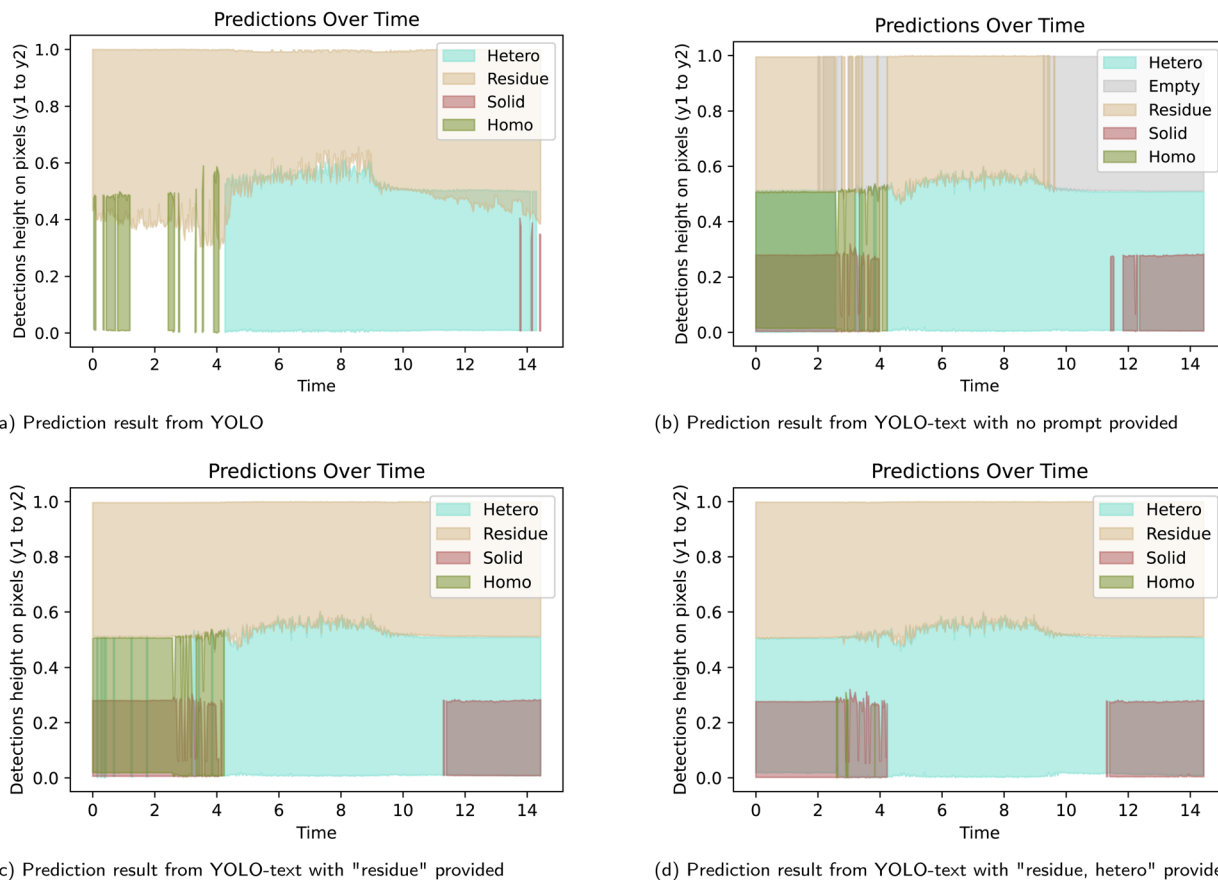 Predictions Over Time
Detections height on pixels (y1 to y2)
1.0
0.8
0.6
0.4
0.2
0.0
Hetero
Residue
Solid
Homo
0 2 4 6 8 10 12 14
Time
a) Prediction result from YOLO
Predictions Over Time
Detections height on pixels (y1 to y2)
1.0
0.8
0.6
0.4
0.2
0.0
Hetero
Empty
Residue
Solid
Homo
0 2 4 6 8 10 12 14
Time
(b) Prediction result from YOLO-text with no prompt provided
Predictions Over Time
Detections height on pixels (y1 to y2)
1.0
0.8
0.6
0.4
0.2
0.0
Hetero
Residue
Solid
Homo
0 2 4 6 8 10 12 14
Time
c) Prediction result from YOLO-text with "residue" provided
Predictions Over Time
Detections height on pixels (y1 to y2)
1.0
0.8
0.6
0.4
0.2
0.0
Hetero
Residue
Solid
Homo
0 2 4 6 8 10 12 14
Time
(d) Prediction result from YOLO-text with "residue, hetero" provide